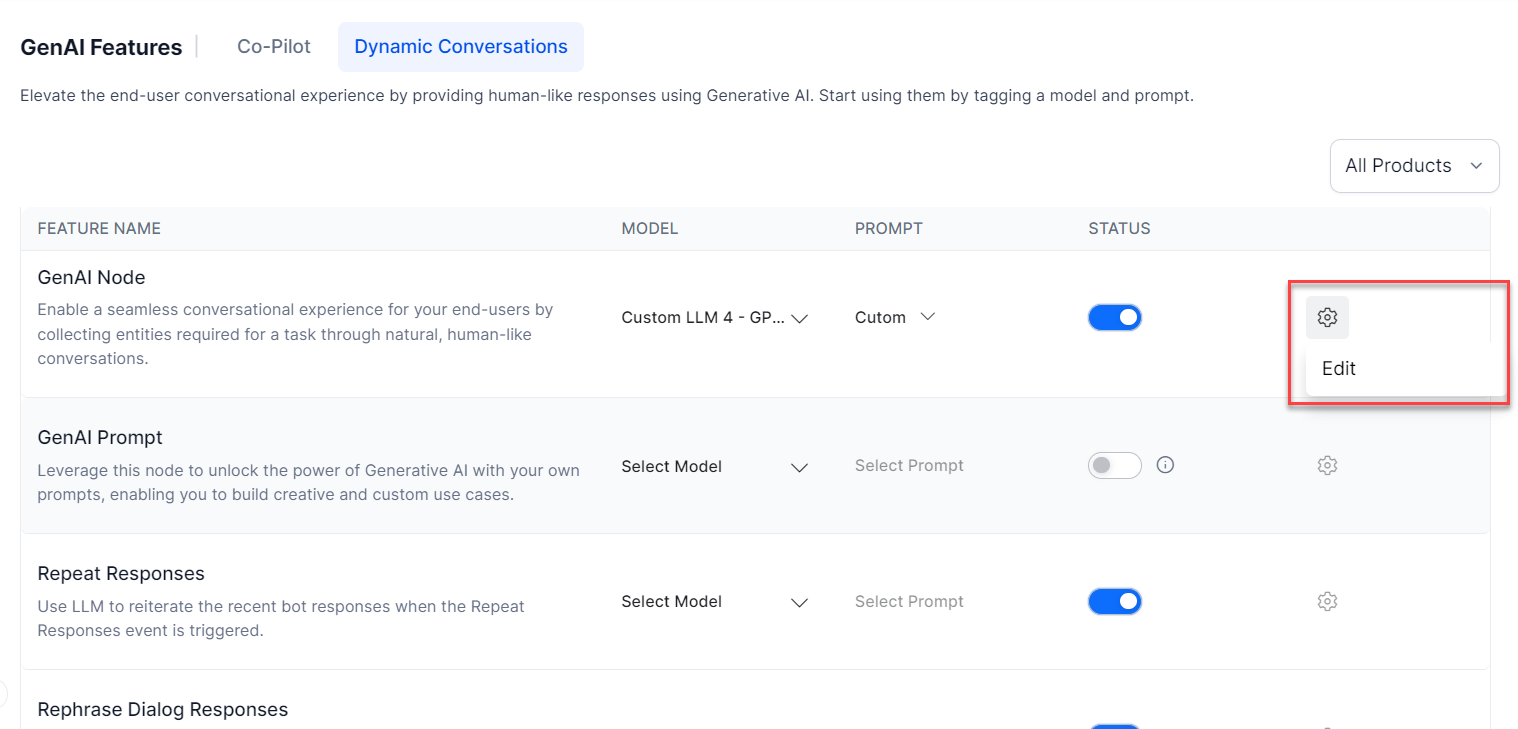 GenAI Features Co-Pilot Dynamic Conversations
Elevate the end-user conversational experience by providing human-like responses using Generative AI. Start using them by tagging a model and prompt.
All Products
FEATURE NAME MODEL PROMPT STATUS
GenAI Node
Enable a seamless conversational experience for your end-users by
collecting entities required for a task through natural, human-like
conversations.
Custom LLM 4 - GP... Cutom
Edit
GenAI Prompt
Leverage this node to unlock the power of Generative AI with your own
prompts, enabling you to build creative and custom use cases.
Select Model Select Prompt
Repeat Responses
Use LLM to reiterate the recent bot responses when the Repeat
Responses event is triggered.
Select Model Select Prompt
Rephrase Dialog Responses